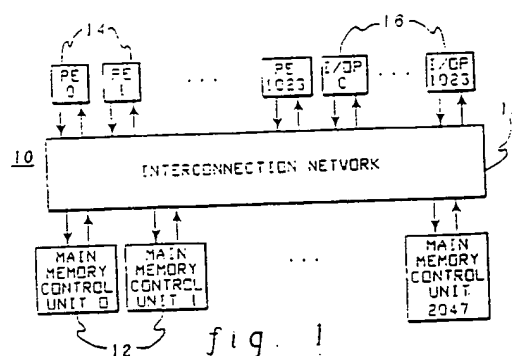 14
16
PE
0
PE
1
...
PE
1023
I/OP
0
...
I/OP
1023
10
INTERCONNECTION NETWORK
MAIN
MEMORY
CONTROL
UNIT 0
MAIN
MEMORY
CONTROL
UNIT 1
...
MAIN
MEMORY
CONTROL
UNIT
2047
12
fig. 1